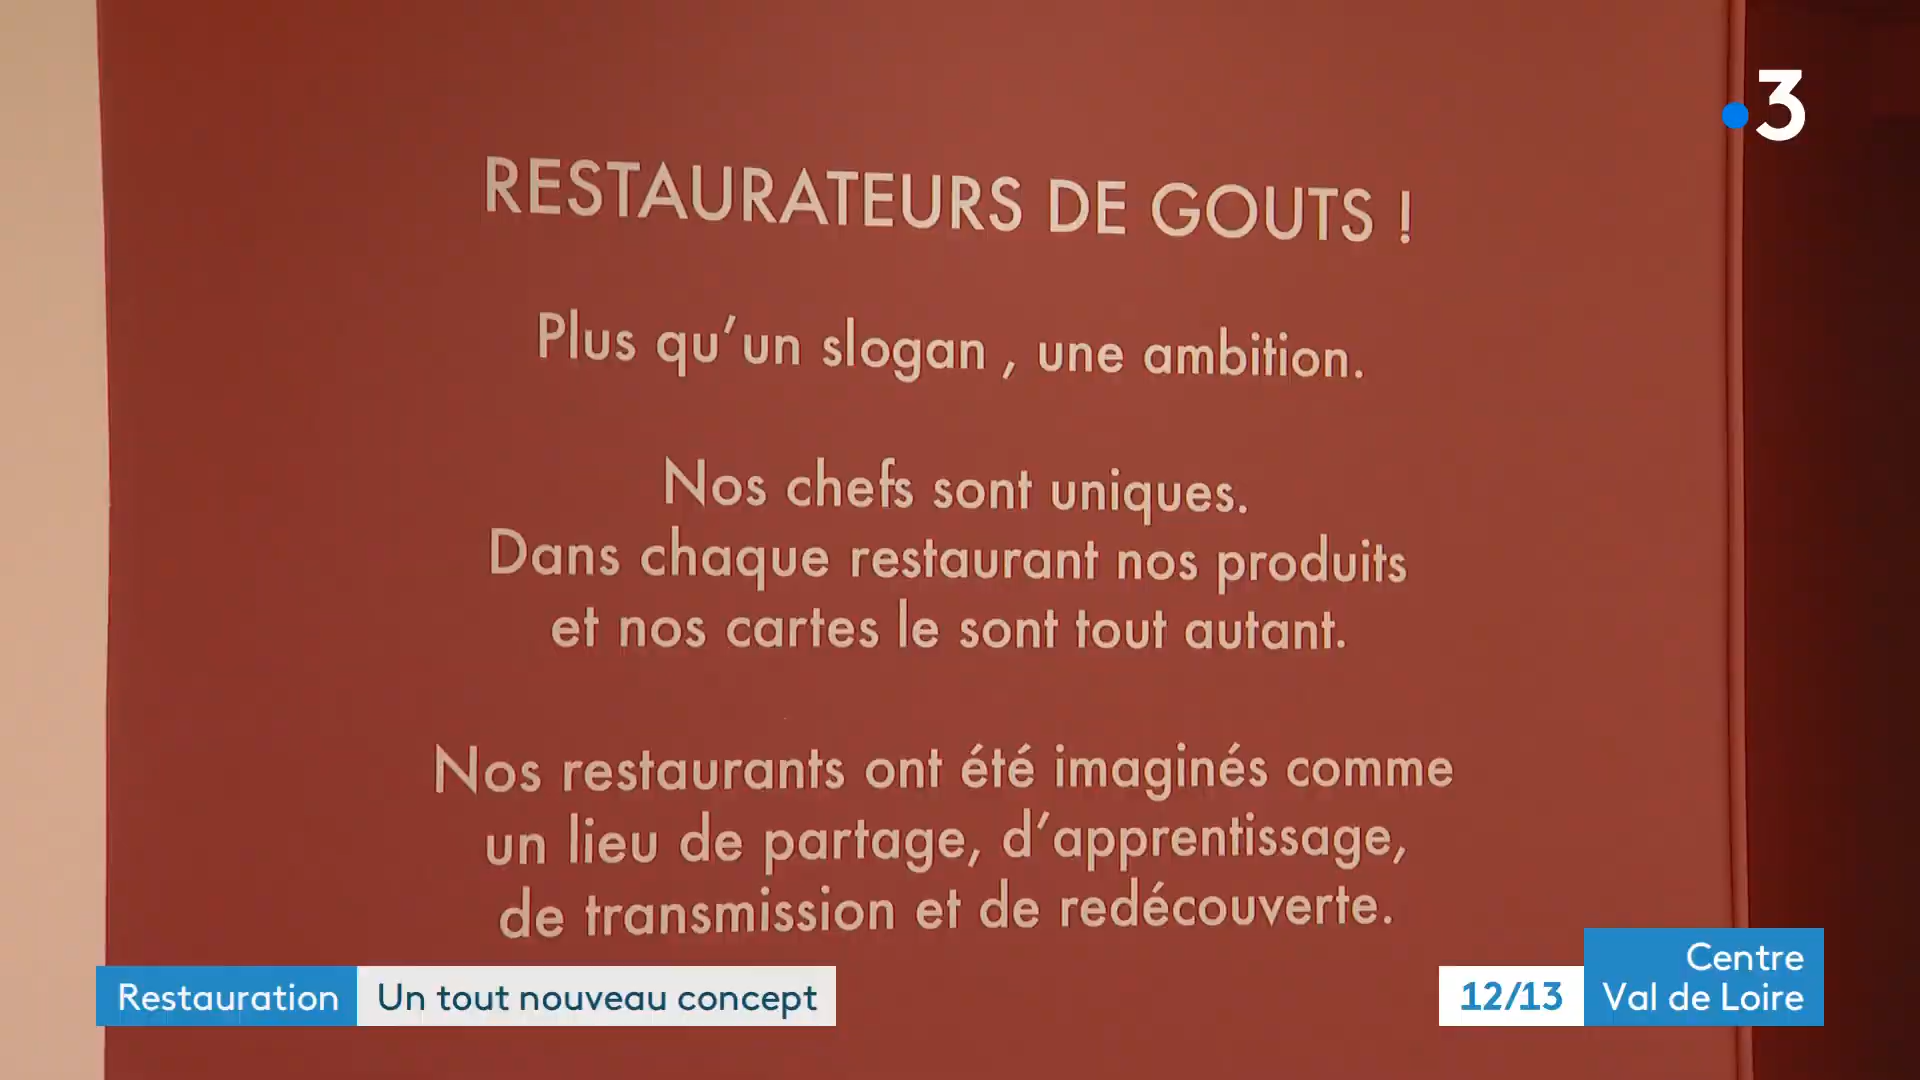 3
RESTAURATEURS DE GOUTS !
Plus qu’un slogan , une ambition.
Nos chefs sont uniques.
Dans chaque restaurant nos produits
et nos cartes le sont tout autant.
Nos restaurants ont été imaginés comme
un lieu de partage, d’apprentissage,
de transmission et de redécouverte.
Restauration Un tout nouveau concept
12/13
Centre
Val de Loire